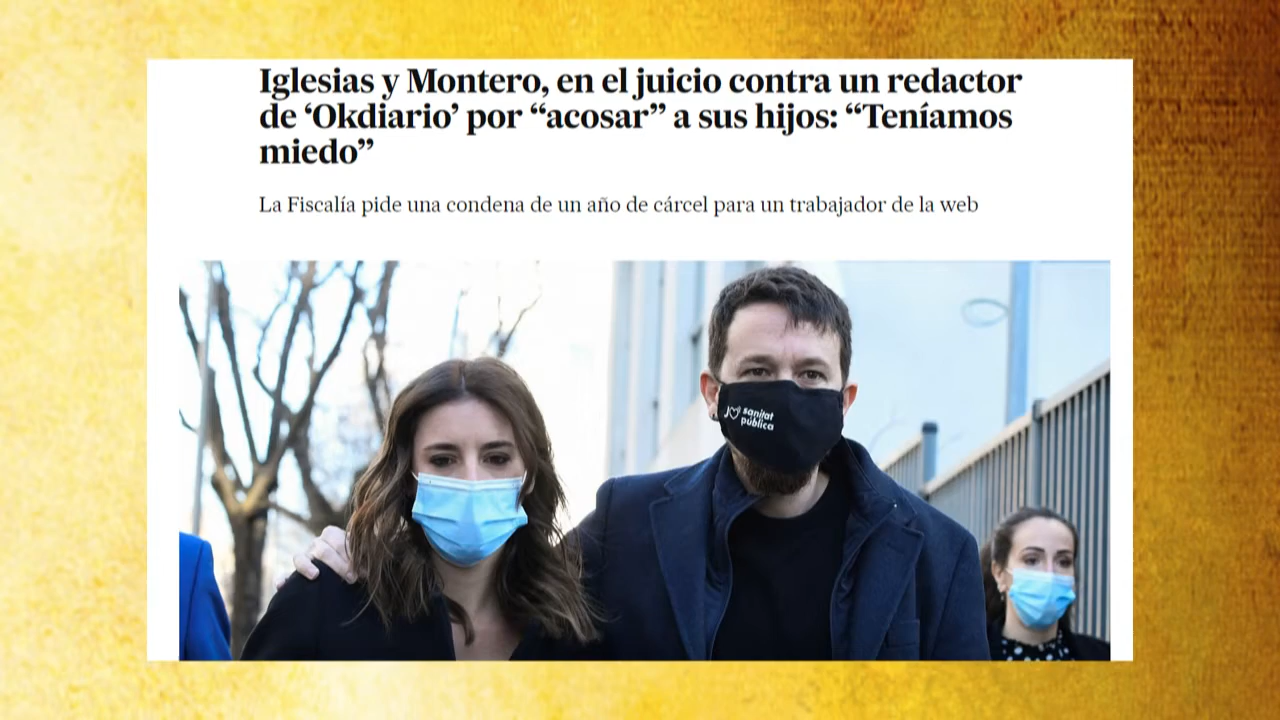 Iglesias y Montero, en el juicio contra un redactor
de ‘Okdiario’ por “acosar” a sus hijos: “Teníamos
miedo”
La Fiscalía pide una condena de un año de cárcel para un trabajador de la web
sanitat
pública